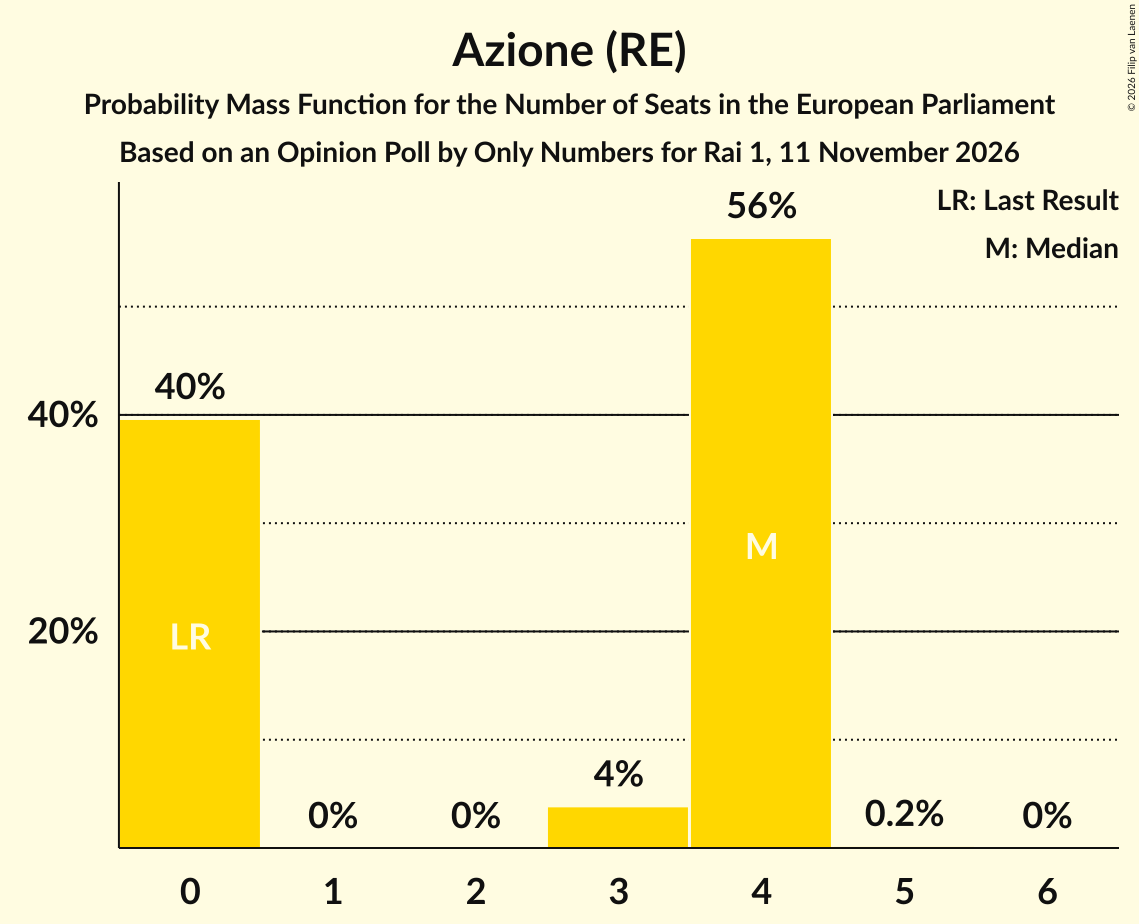 Azione (RE)
Probability Mass Function for the Number of Seats in the European Parliament
Based on an Opinion Poll by Only Numbers for Rai 1, 11 November 2026
© 2026 Filip van Laenen
LR: Last Result
M: Median
56%
40%
40%
M
LR
20%
4%
0%
0%
0.2%
0%
0
1
2
3
4
5
6